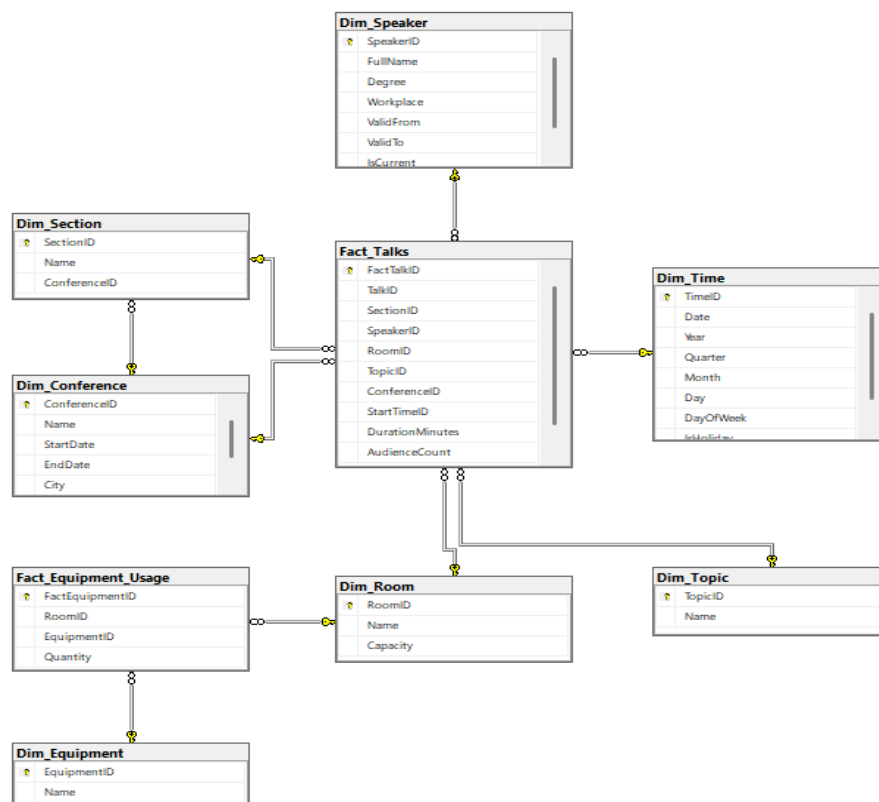 Dim_Speaker
SpeakerID
FullName
Degree
Workplace
ValidFrom
ValidTo
IsCurrent
Dim_Section
SectionID
Name
ConferenceID
Fact_Talks
FactTalkID
TalkID
SectionID
SpeakerID
RoomID
TopicID
ConferenceID
StartTimeID
DurationMinutes
AudienceCount
Dim_Time
TimeID
Date
Year
Quarter
Month
Day
DayOfWeek
IsHoliday
Dim_Conference
ConferenceID
Name
StartDate
EndDate
City
Fact_Equipment_Usage
FactEquipmentID
RoomID
EquipmentID
Quantity
Dim_Room
RoomID
Name
Capacity
Dim_Topic
TopicID
Name
Dim_Equipment
EquipmentID
Name